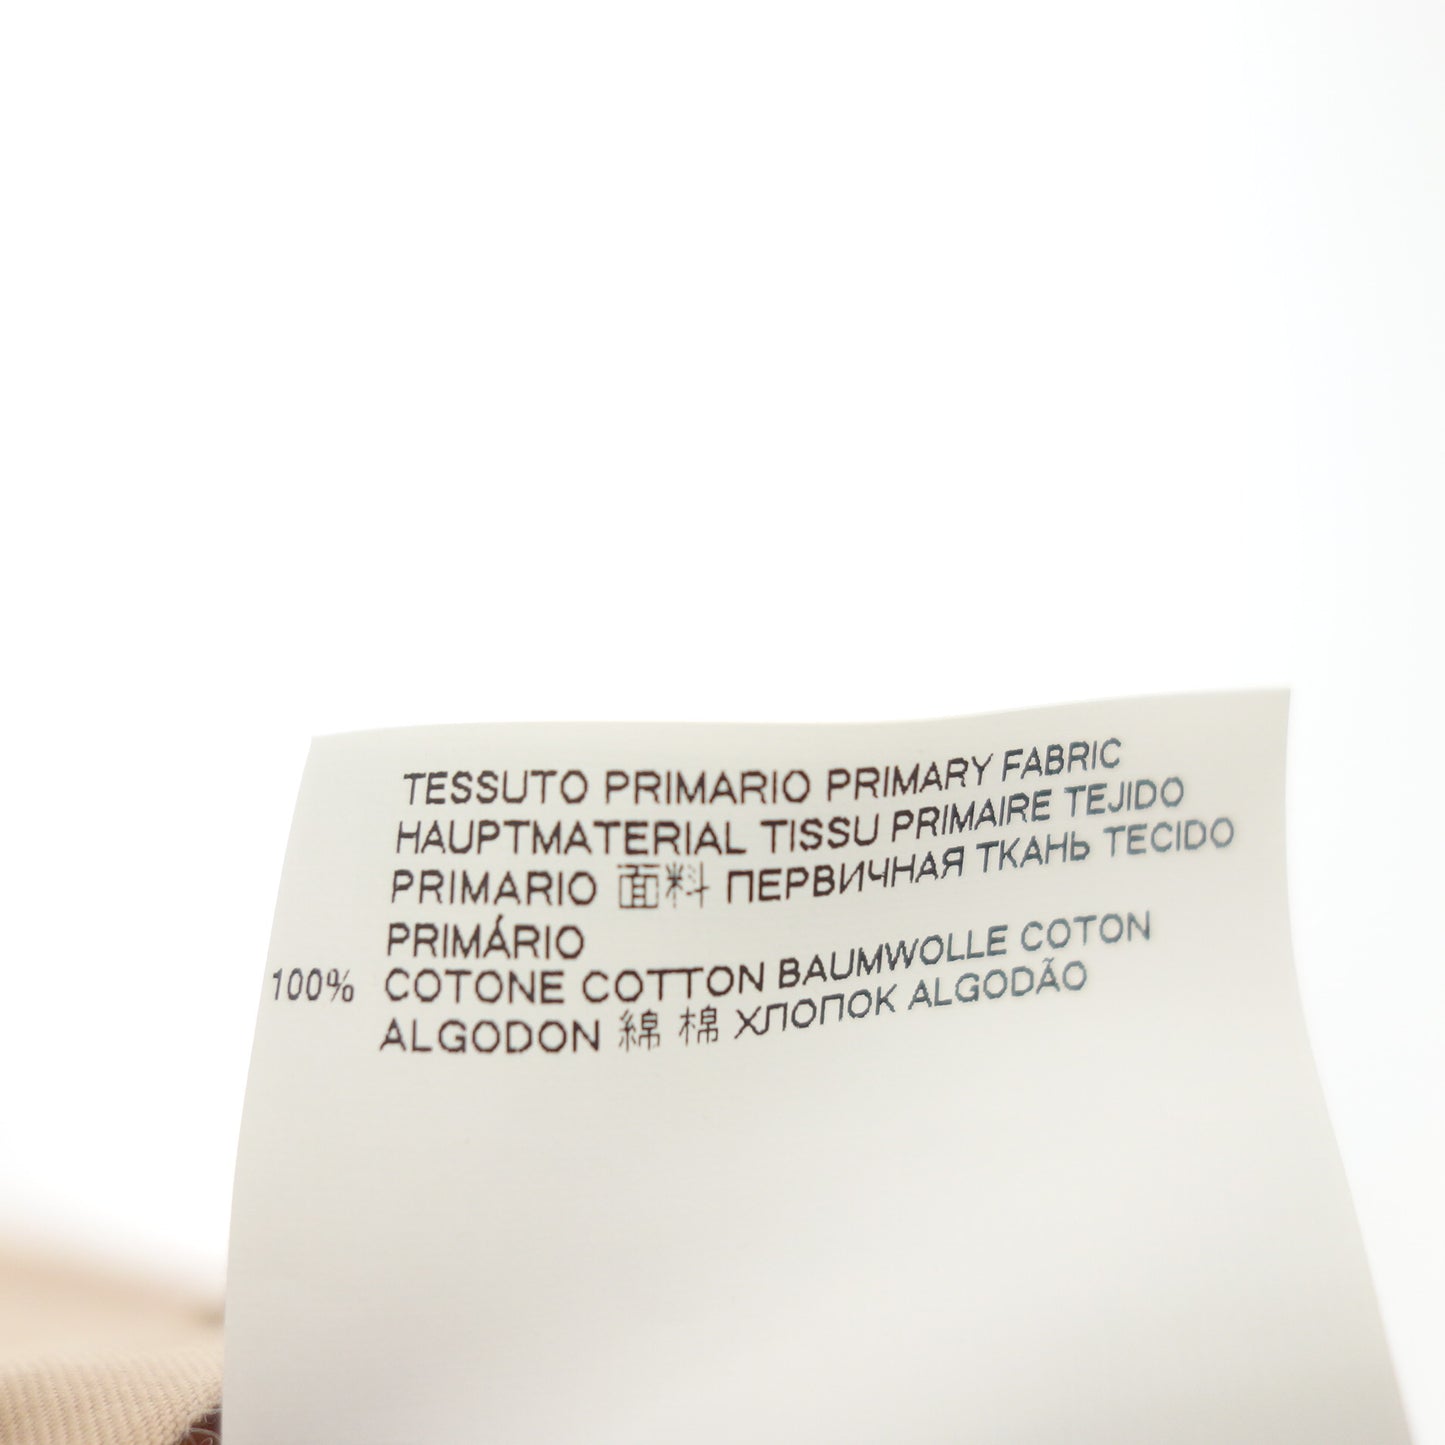 TESSUTO PRIMARIO PRIMARY FABRIC
HAUPTMATERIAL TISSU PRIMAIRE TEJIDO
PRIMARIO 面料 ПЕРВИЧНАЯ ТКАНЬ TECIDO
PRIMÁRIO
100% COTONE COTTON BAUMWOLLE COTON
ALGODON 綿 棉 ХЛОПОК ALGODÃO